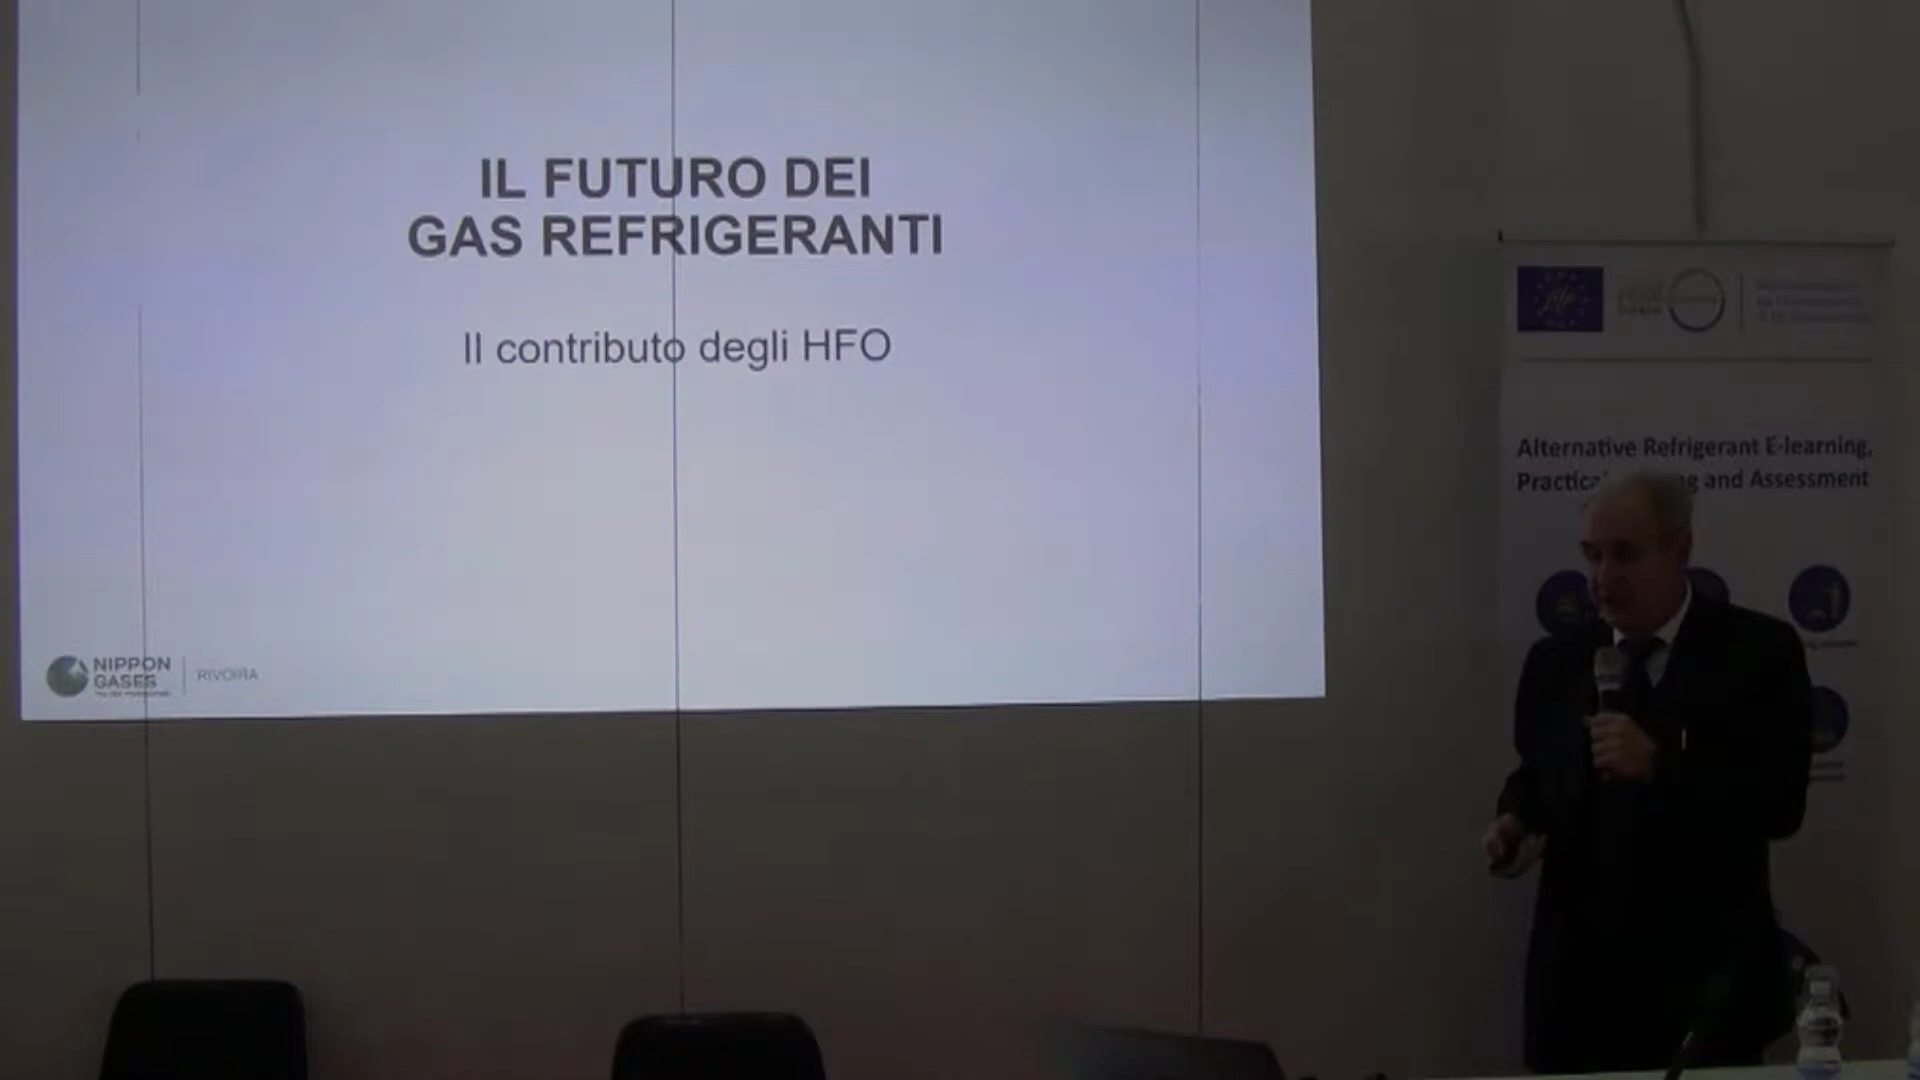 IL FUTURO DEI
GAS REFRIGERANTI
Il contributo degli HFO
NIPPON
GASES
RIVOIRA
Alternative Refrigerant E-learning,
and Assessment